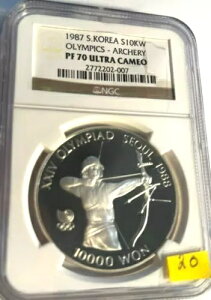 1987 S.KOREA S10KW
OLYMPICS - ARCHERY
PF 70 ULTRA CAMEO
2772202-007
NGC
XXIV OLYMPIAD SEOUL 1988
10000 WON
20